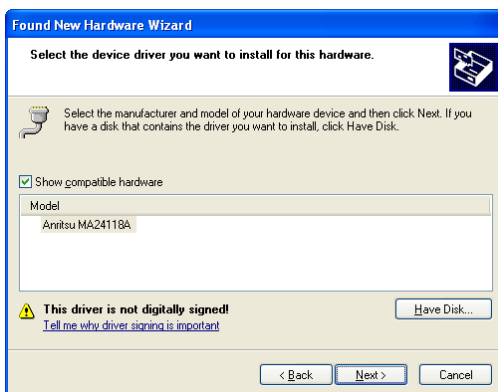 Found New Hardware Wizard
Select the device driver you want to install for this hardware.
Select the manufacturer and model of your hardware device and then click Next. If you
have a disk that contains the driver you want to install, click Have Disk.
Show compatible hardware
Model
Anritsu MA24118A
This driver is not digitally signed!
Have Disk...
Tell me why driver signing is important
< Back
Next >
Cancel